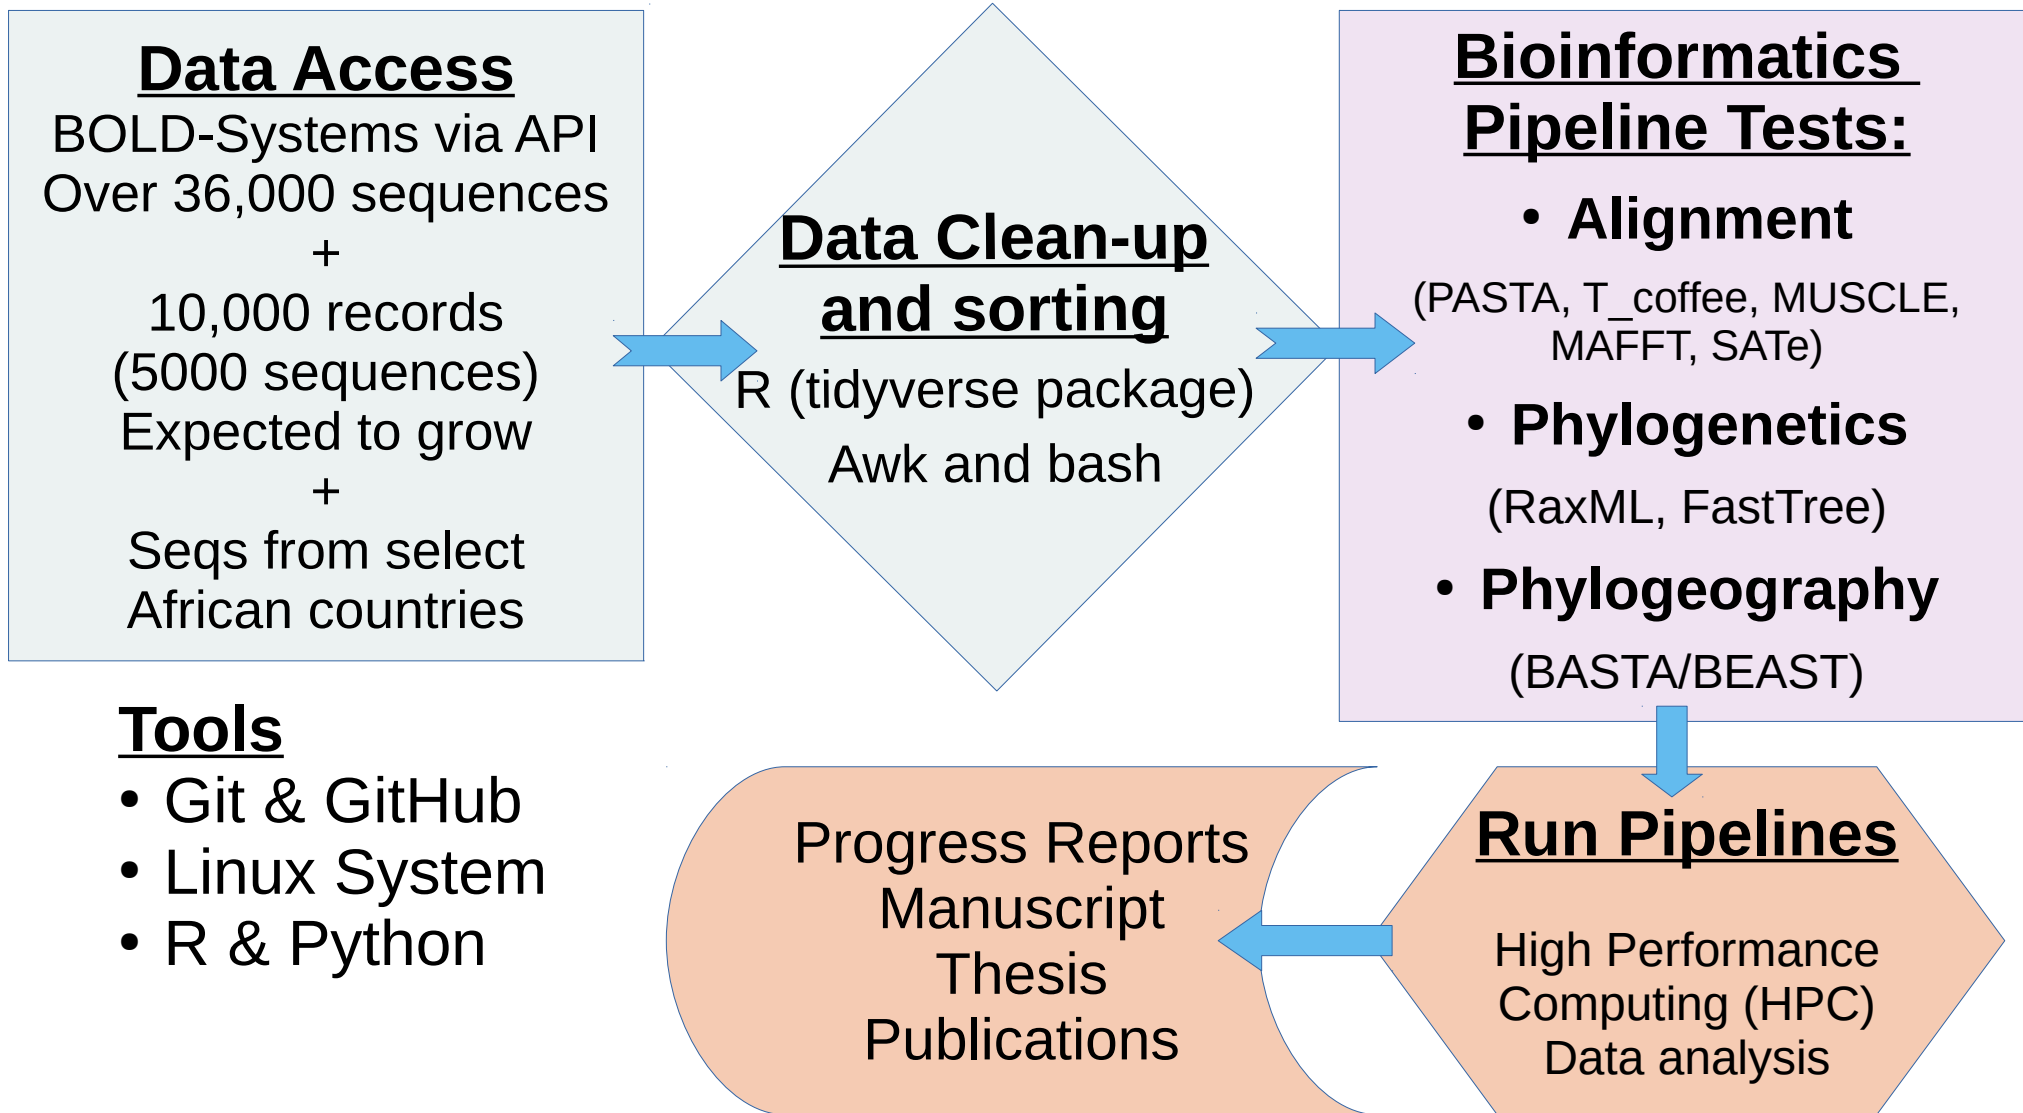 Data Access
BOLD-Systems via API
Over 36,000 sequences
+
10,000 records
(5000 sequences)
Expected to grow
+
Seqs from select
African countries
Data Clean-up
and sorting
R (tidyverse package)
Awk and bash
Bioinformatics
Pipeline Tests:
• Alignment
(PASTA, T_coffee, MUSCLE,
MAFFT, SATe)
• Phylogenetics
(RaxML, FastTree)
• Phylogeography
(BASTA/BEAST)
Run Pipelines
High Performance
Computing (HPC)
Data analysis
Progress Reports
Manuscript
Thesis
Publications
Tools
• Git & GitHub
• Linux System
• R & Python